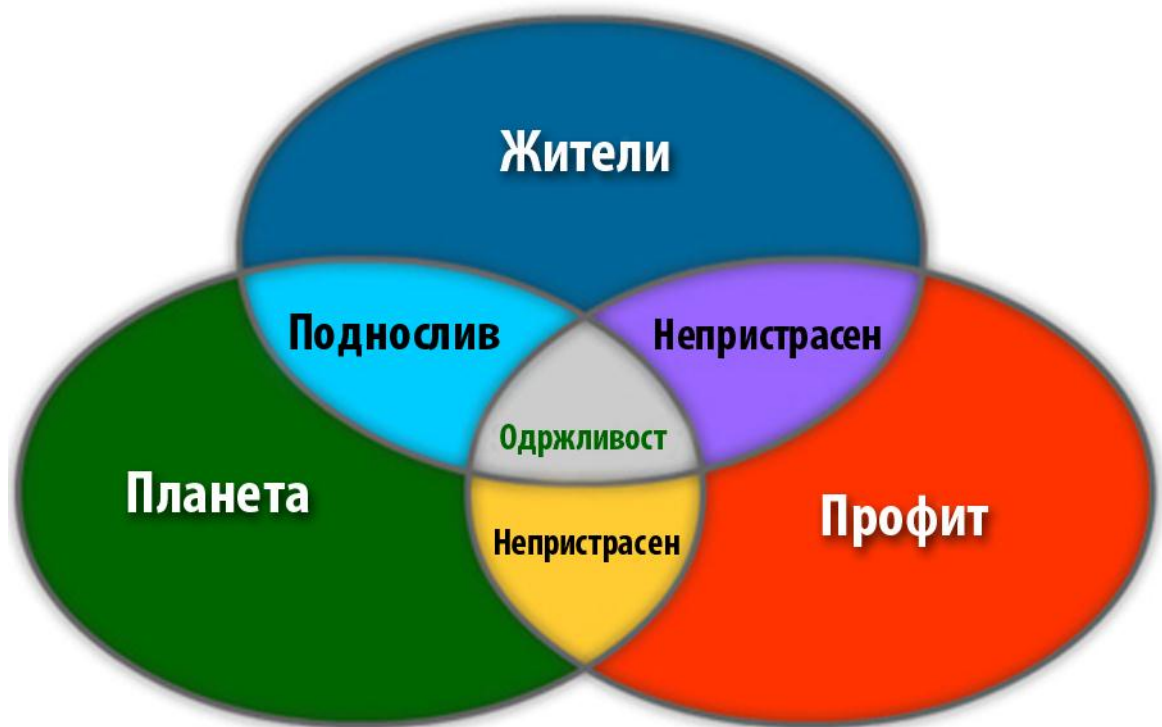 Жители
Поднослив
Непристрасен
Одржливост
Планета
Профит
Непристрасен